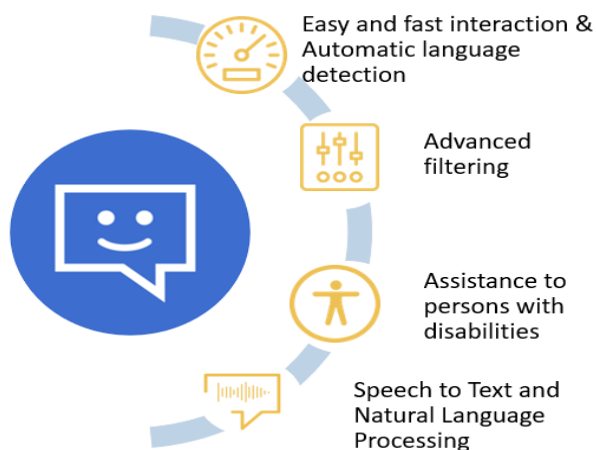 Easy and fast interaction &
Automatic language
detection
Advanced
filtering
Assistance to
persons with
disabilities
Speech to Text and
Natural Language
Processing